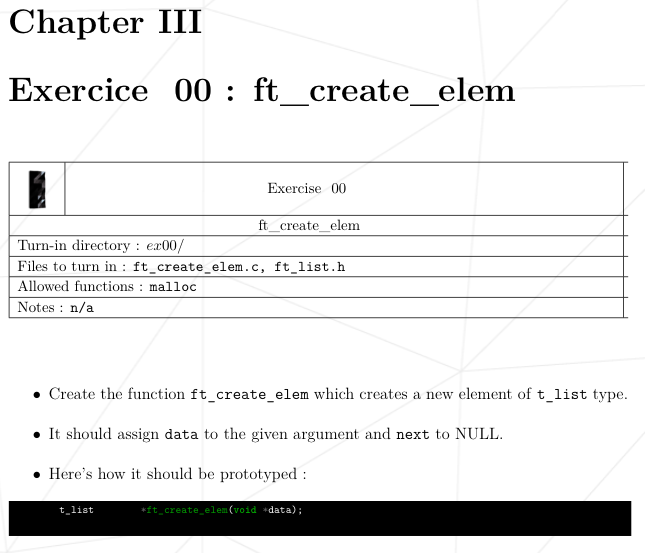 Chapter III
Exercice 00 : ft_create_elem
Exercise 00
ft_create_elem
Turn-in directory : ex00/
Files to turn in : ft_create_elem.c, ft_list.h
Allowed functions : malloc
Notes : n/a
• Create the function ft_create_elem which creates a new element of t_list type.
• It should assign data to the given argument and next to NULL.
• Here's how it should be prototyped :
t_list *ft_create_elem(void *data);